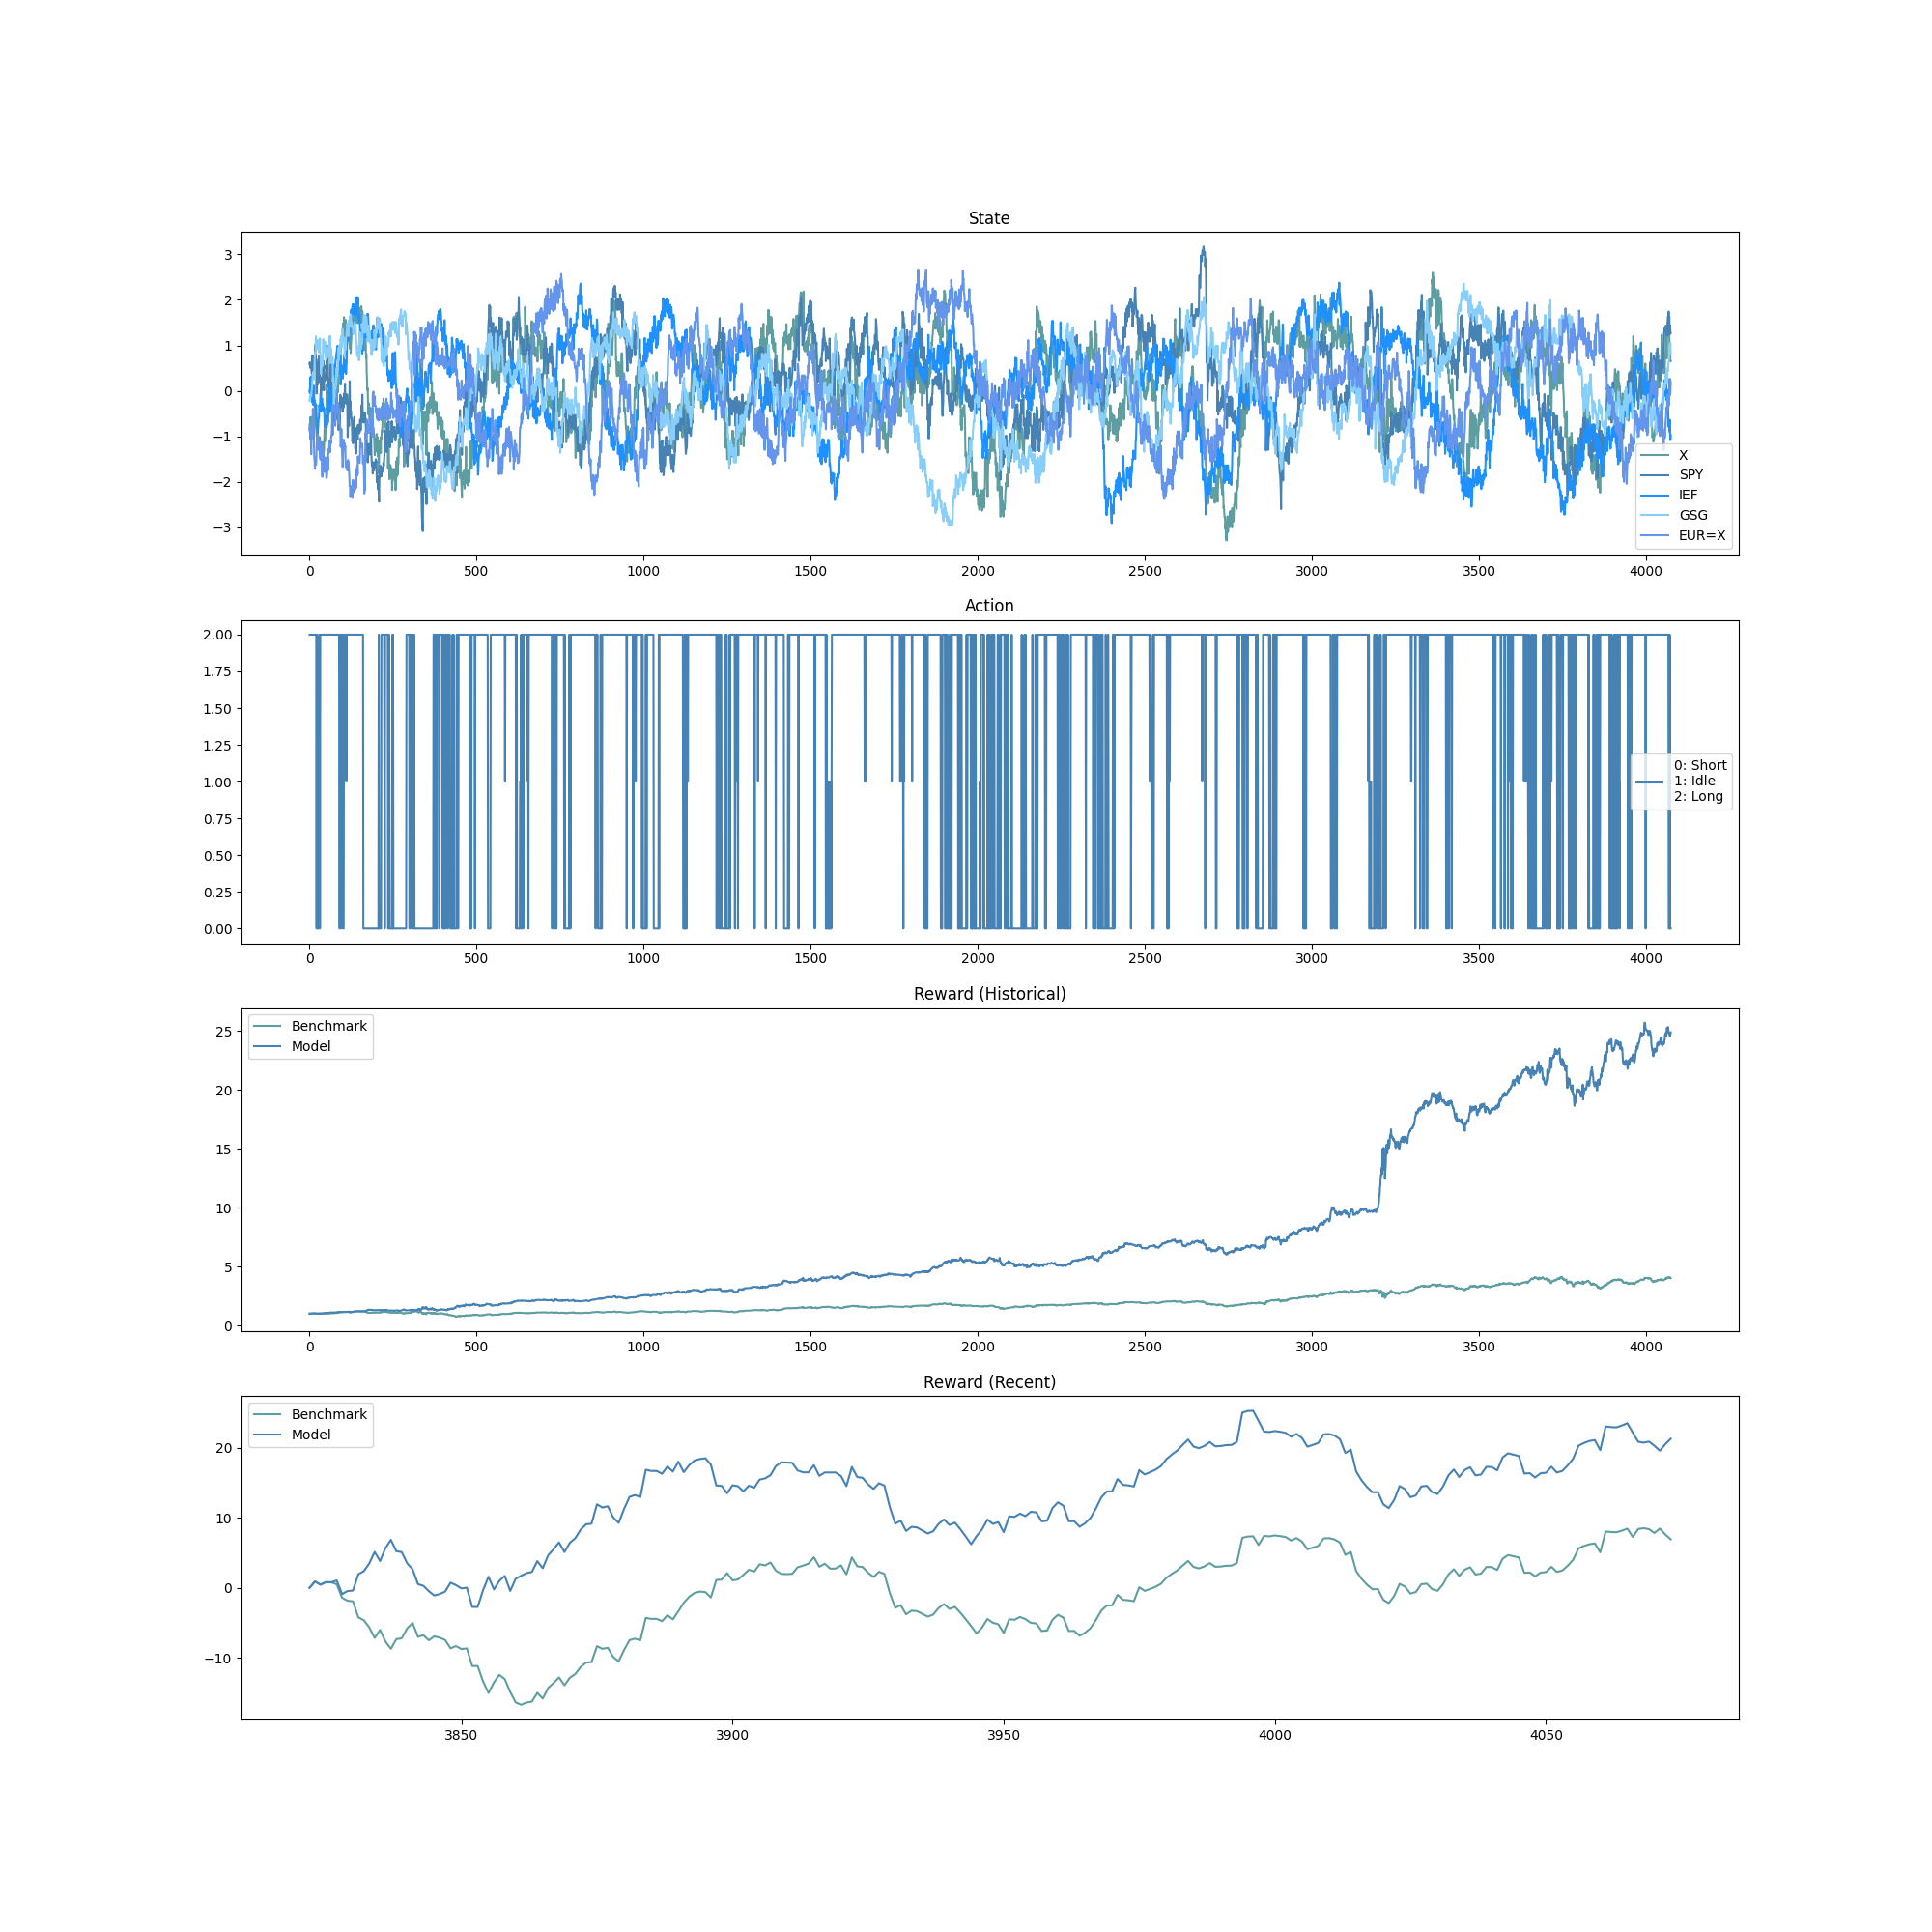 State
3
2
1
0
−1
−2
−3
X
SPY
IEF
GSG
EUR=X
0 500 1000 1500 2000 2500 3000 3500 4000
Action
2.00
1.75
1.50
1.25
1.00
0.75
0.50
0.25
0.00
0: Short
1: Idle
2: Long
0 500 1000 1500 2000 2500 3000 3500 4000
Reward (Historical)
Benchmark
Model
25
20
15
10
5
0
0 500 1000 1500 2000 2500 3000 3500 4000
Reward (Recent)
Benchmark
Model
20
10
0
−10
3850 3900 3950 4000 4050